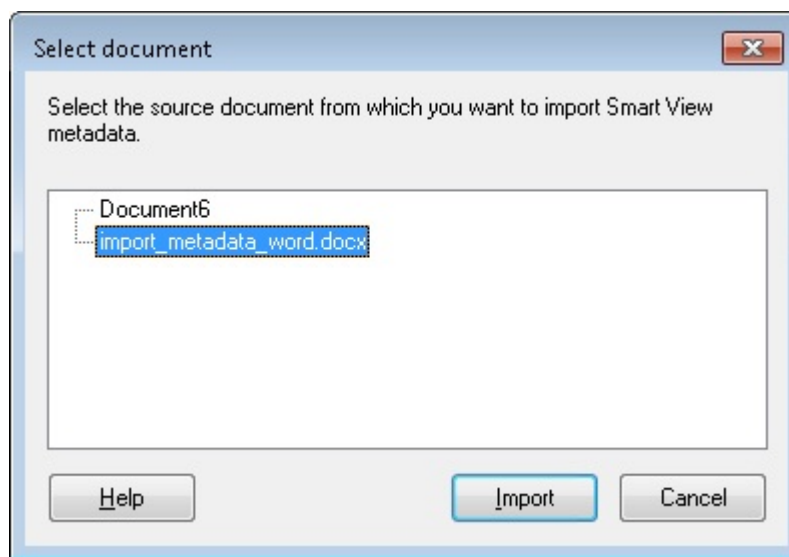 Select document
Select the source document from which you want to import Smart View
metadata.
Document6
import_metadata_word.docx
Help
Import
Cancel